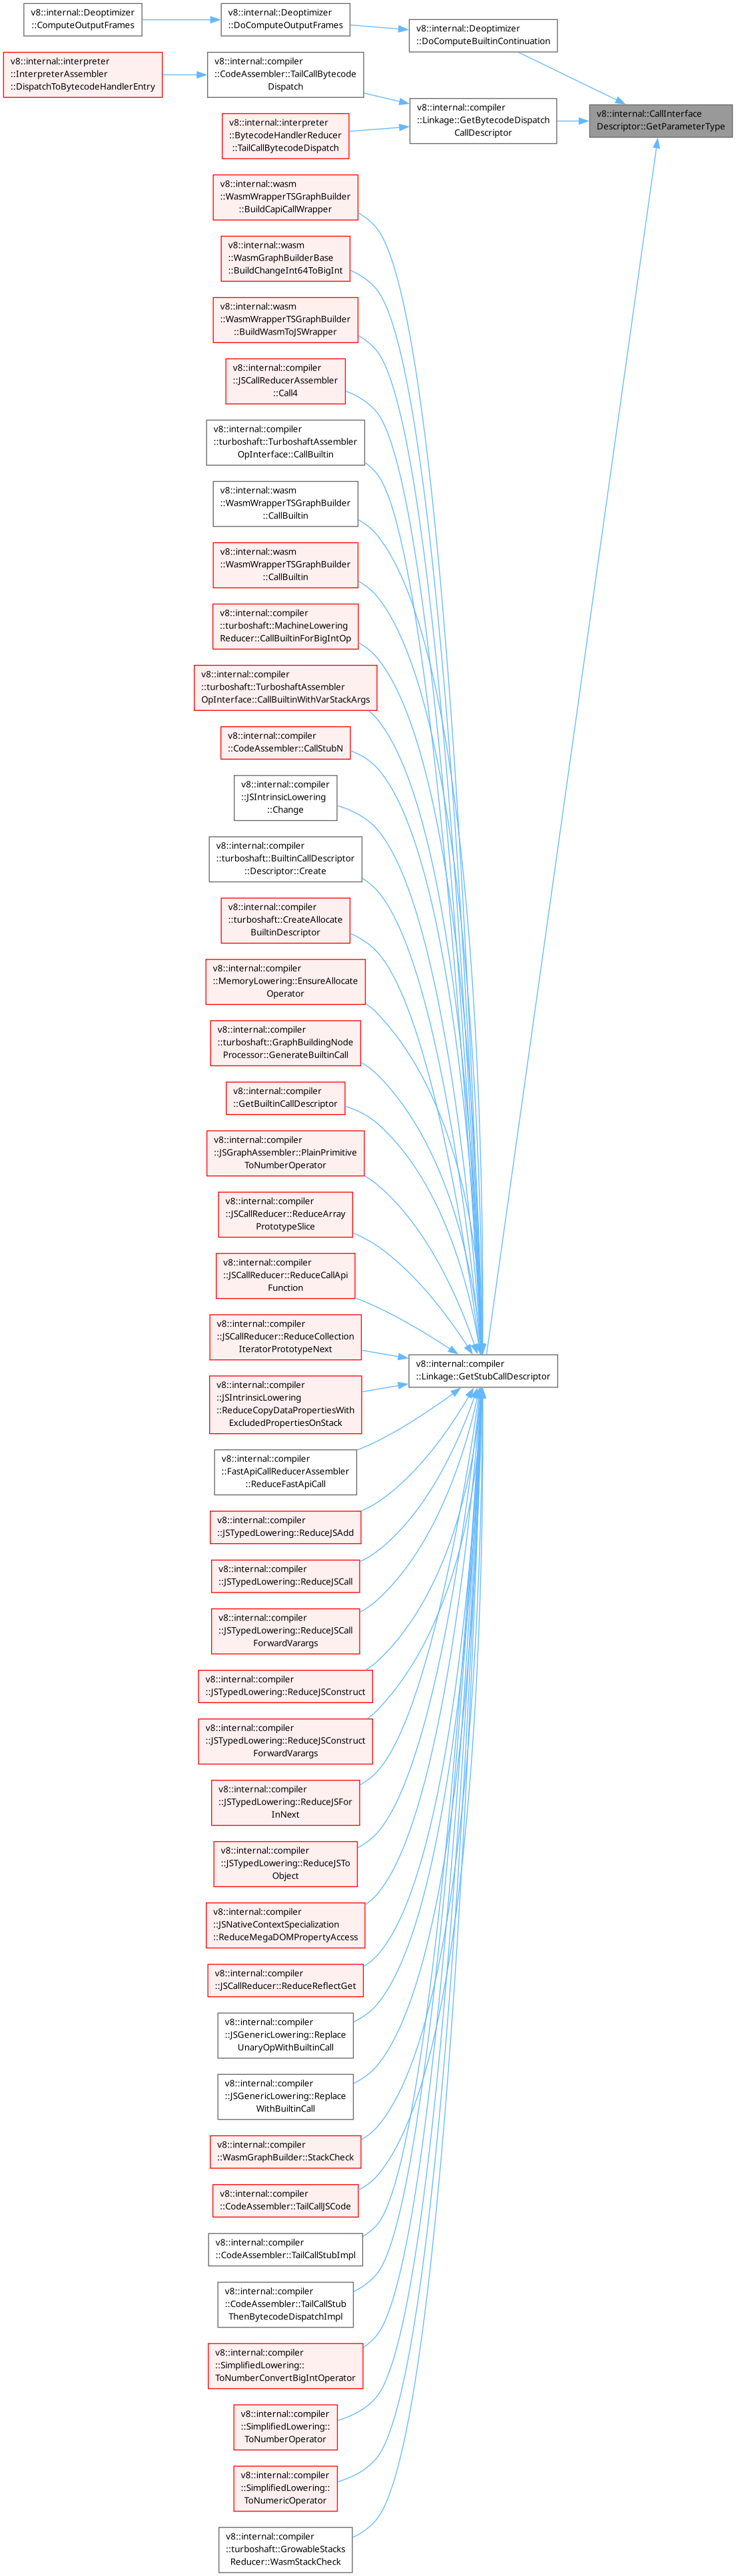 v8::internal::Deoptimizer
::ComputeOutputFrames
v8::internal::Deoptimizer
::DoComputeOutputFrames
v8::internal::Deoptimizer
::DoComputeBuiltinContinuation
v8::internal::interpreter
::InterpreterAssembler
::DispatchToBytecodeHandlerEntry
v8::internal::compiler
::CodeAssembler::TailCallBytecode
Dispatch
v8::internal::compiler
::Linkage::GetBytecodeDispatch
CallDescriptor
v8::internal::CallInterface
Descriptor::GetParameterType
v8::internal::interpreter
::BytecodeHandlerReducer
::TailCallBytecodeDispatch
v8::internal::wasm
::WasmWrapperTSGraphBuilder
::BuildCapiCallWrapper
v8::internal::wasm
::WasmGraphBuilderBase
::BuildChangeInt64ToBigInt
v8::internal::wasm
::WasmWrapperTSGraphBuilder
::BuildWasmToJSWrapper
v8::internal::compiler
::JSCallReducerAssembler
::Call4
v8::internal::compiler
::turboshaft::TurboshaftAssembler
OpInterface::CallBuiltin
v8::internal::wasm
::WasmWrapperTSGraphBuilder
::CallBuiltin
v8::internal::wasm
::WasmWrapperTSGraphBuilder
::CallBuiltin
v8::internal::compiler
::turboshaft::MachineLowering
Reducer::CallBuiltinForBigIntOp
v8::internal::compiler
::turboshaft::TurboshaftAssembler
OpInterface::CallBuiltinWithVarStackArgs
v8::internal::compiler
::CodeAssembler::CallStubN
v8::internal::compiler
::JSIntrinsicLowering
::Change
v8::internal::compiler
::turboshaft::BuiltinCallDescriptor
::Descriptor::Create
v8::internal::compiler
::turboshaft::CreateAllocate
BuiltinDescriptor
v8::internal::compiler
::MemoryLowering::EnsureAllocate
Operator
v8::internal::compiler
::turboshaft::GraphBuildingNode
Processor::GenerateBuiltinCall
v8::internal::compiler
::GetBuiltinCallDescriptor
v8::internal::compiler
::JSGraphAssembler::PlainPrimitive
ToNumberOperator
v8::internal::compiler
::JSCallReducer::ReduceArray
PrototypeSlice
v8::internal::compiler
::JSCallReducer::ReduceCallApi
Function
v8::internal::compiler
::JSCallReducer::ReduceCollection
IteratorPrototypeNext
v8::internal::compiler
::Linkage::GetStubCallDescriptor
v8::internal::compiler
::JSIntrinsicLowering
::ReduceCopyDataPropertiesWith
ExcludedPropertiesOnStack
v8::internal::compiler
::FastApiCallReducerAssembler
::ReduceFastApiCall
v8::internal::compiler
::JSTypedLowering::ReduceJSAdd
v8::internal::compiler
::JSTypedLowering::ReduceJSCall
v8::internal::compiler
::JSTypedLowering::ReduceJSCall
ForwardVarargs
v8::internal::compiler
::JSTypedLowering::ReduceJSConstruct
v8::internal::compiler
::JSTypedLowering::ReduceJSConstruct
ForwardVarargs
v8::internal::compiler
::JSTypedLowering::ReduceJSFor
InNext
v8::internal::compiler
::JSTypedLowering::ReduceJSTo
Object
v8::internal::compiler
::JSNativeContextSpecialization
::ReduceMegaDOMPropertyAccess
v8::internal::compiler
::JSCallReducer::ReduceReflectGet
v8::internal::compiler
::JSGenericLowering::Replace
UnaryOpWithBuiltinCall
v8::internal::compiler
::JSGenericLowering::Replace
WithBuiltinCall
v8::internal::compiler
::WasmGraphBuilder::StackCheck
v8::internal::compiler
::CodeAssembler::TailCallJSCode
v8::internal::compiler
::CodeAssembler::TailCallStubImpl
v8::internal::compiler
::CodeAssembler::TailCallStub
ThenBytecodeDispatchImpl
v8::internal::compiler
::SimplifiedLowering::
ToNumberConvertBigIntOperator
v8::internal::compiler
::SimplifiedLowering::
ToNumberOperator
v8::internal::compiler
::SimplifiedLowering::
ToNumericOperator
v8::internal::compiler
::turboshaft::GrowableStacks
Reducer::WasmStackCheck